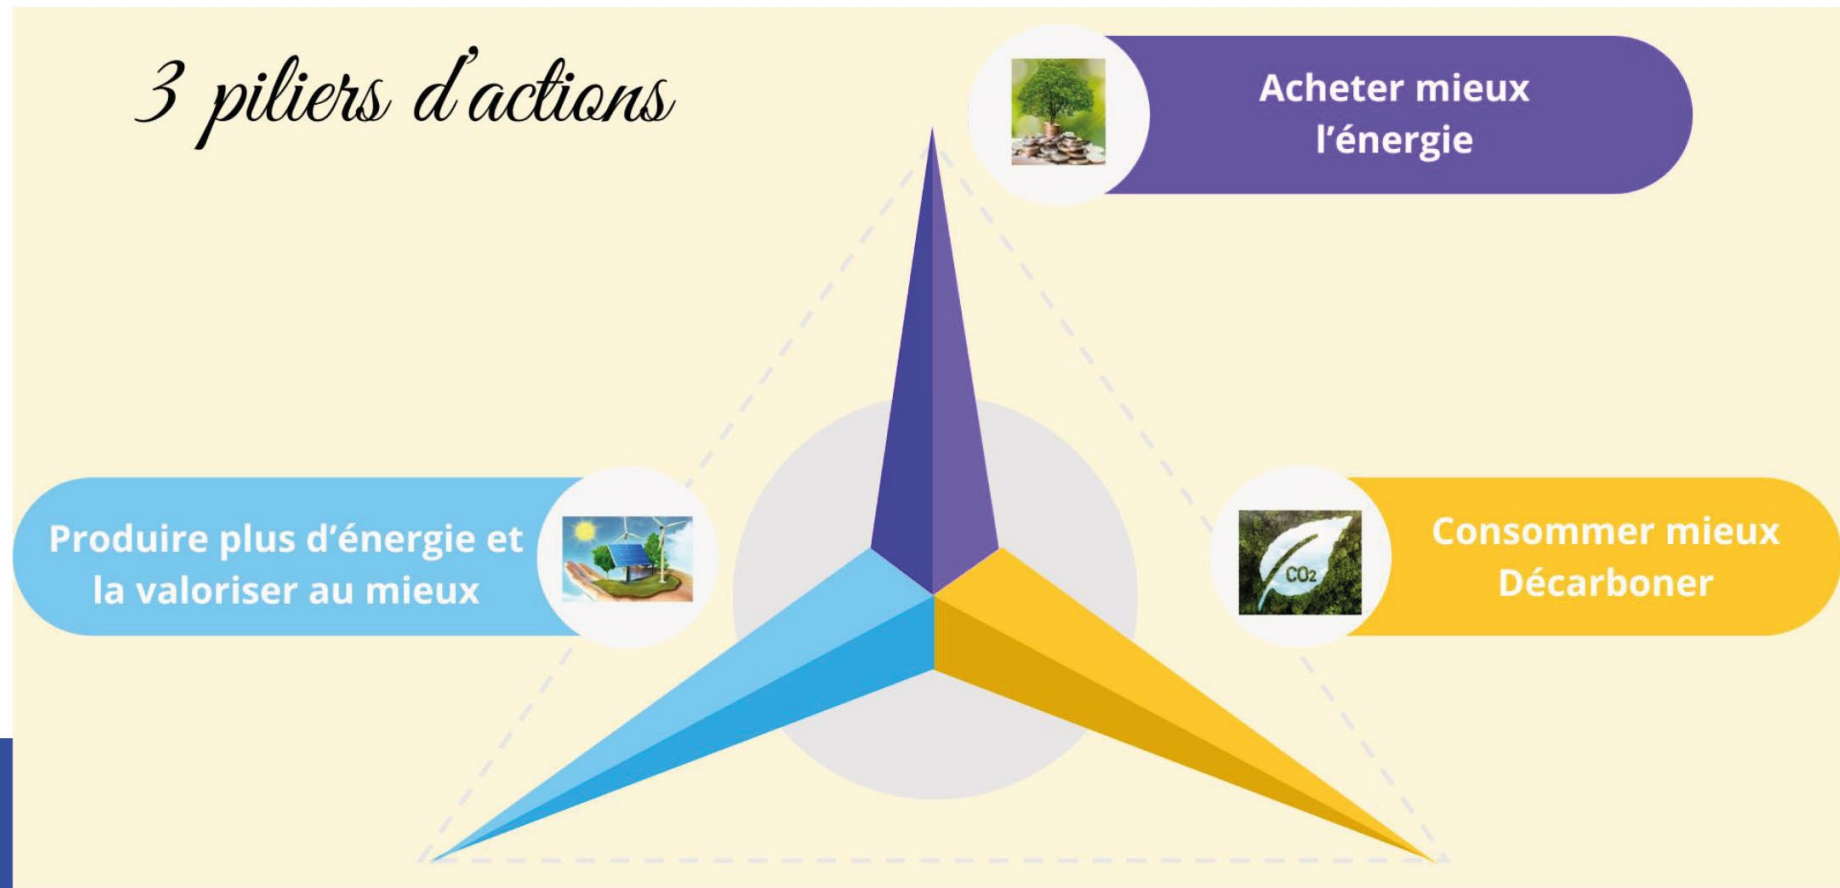 3 piliers d'actions
Acheter mieux
l'énergie
Produire plus d'énergie et
la valoriser au mieux
CO2
Consommer mieux
Décarboner